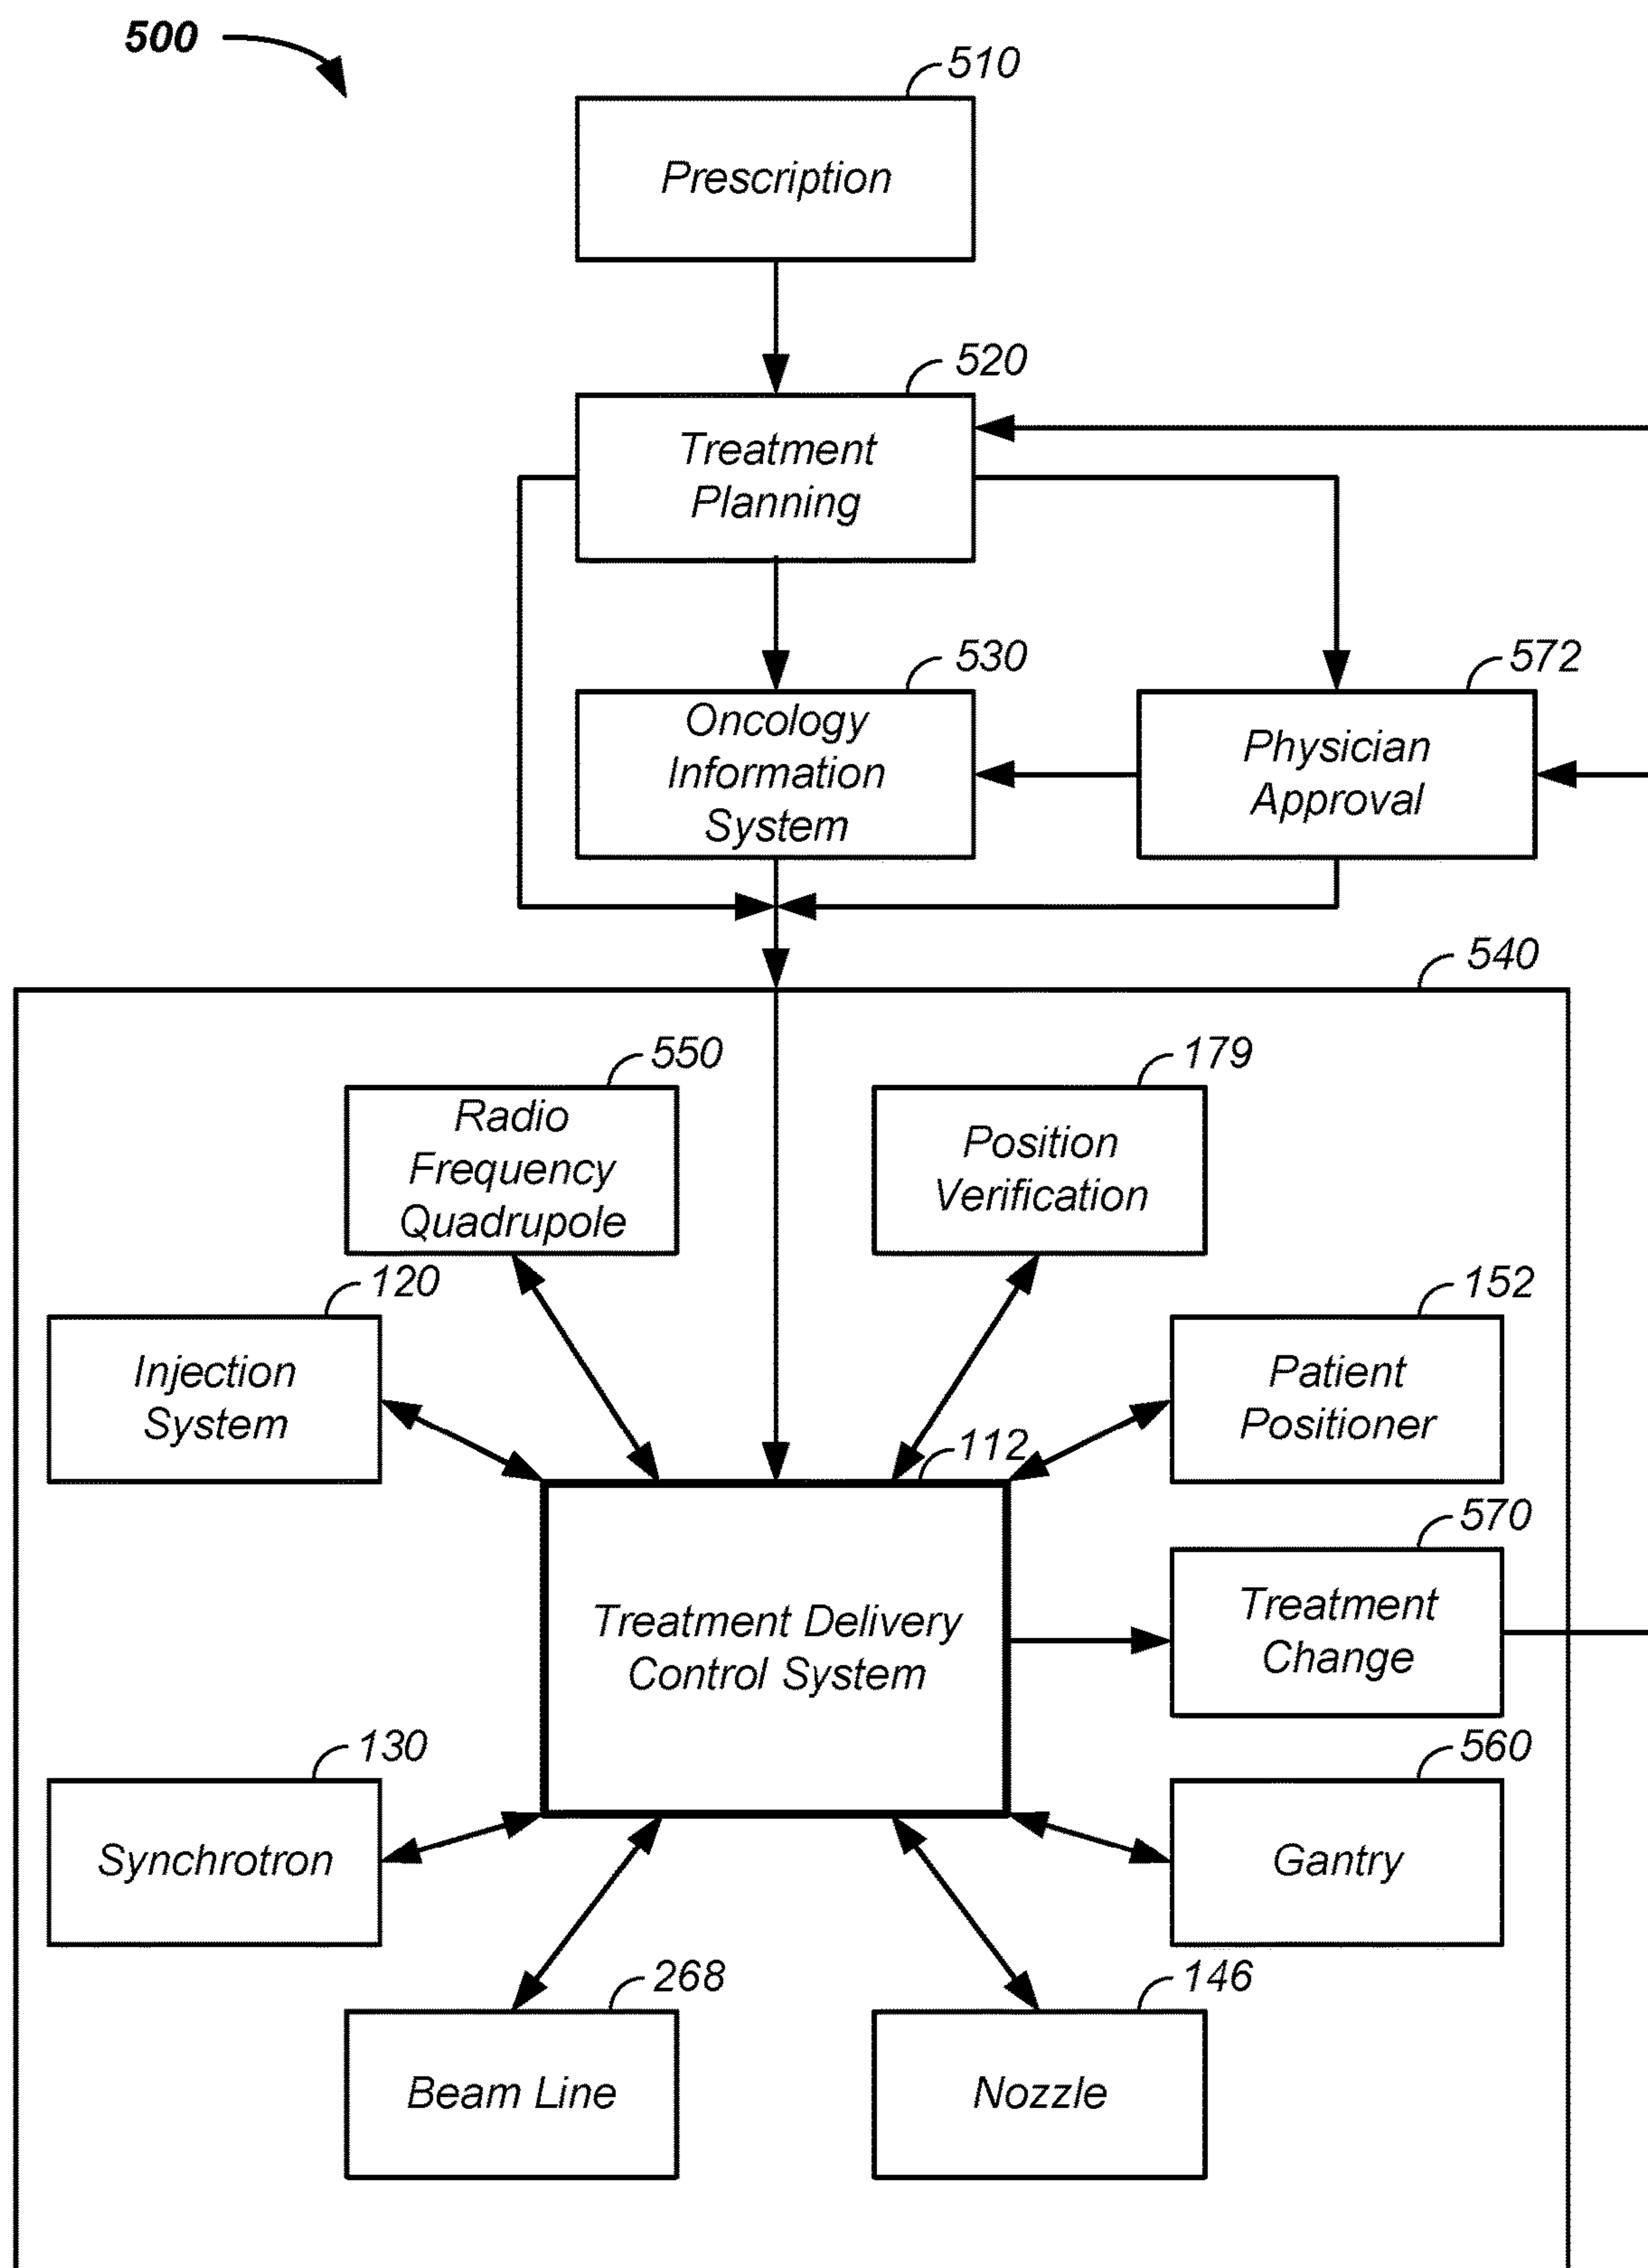 500
510
Prescription
520
Treatment
Planning
530
Oncology
Information
System
572
Physician
Approval
540
550
Radio
Frequency
Quadrupole
179
Position
Verification
120
Injection
System
152
Patient
Positioner
112
Treatment Delivery
Control System
570
Treatment
Change
130
Synchrotron
560
Gantry
268
Beam Line
146
Nozzle